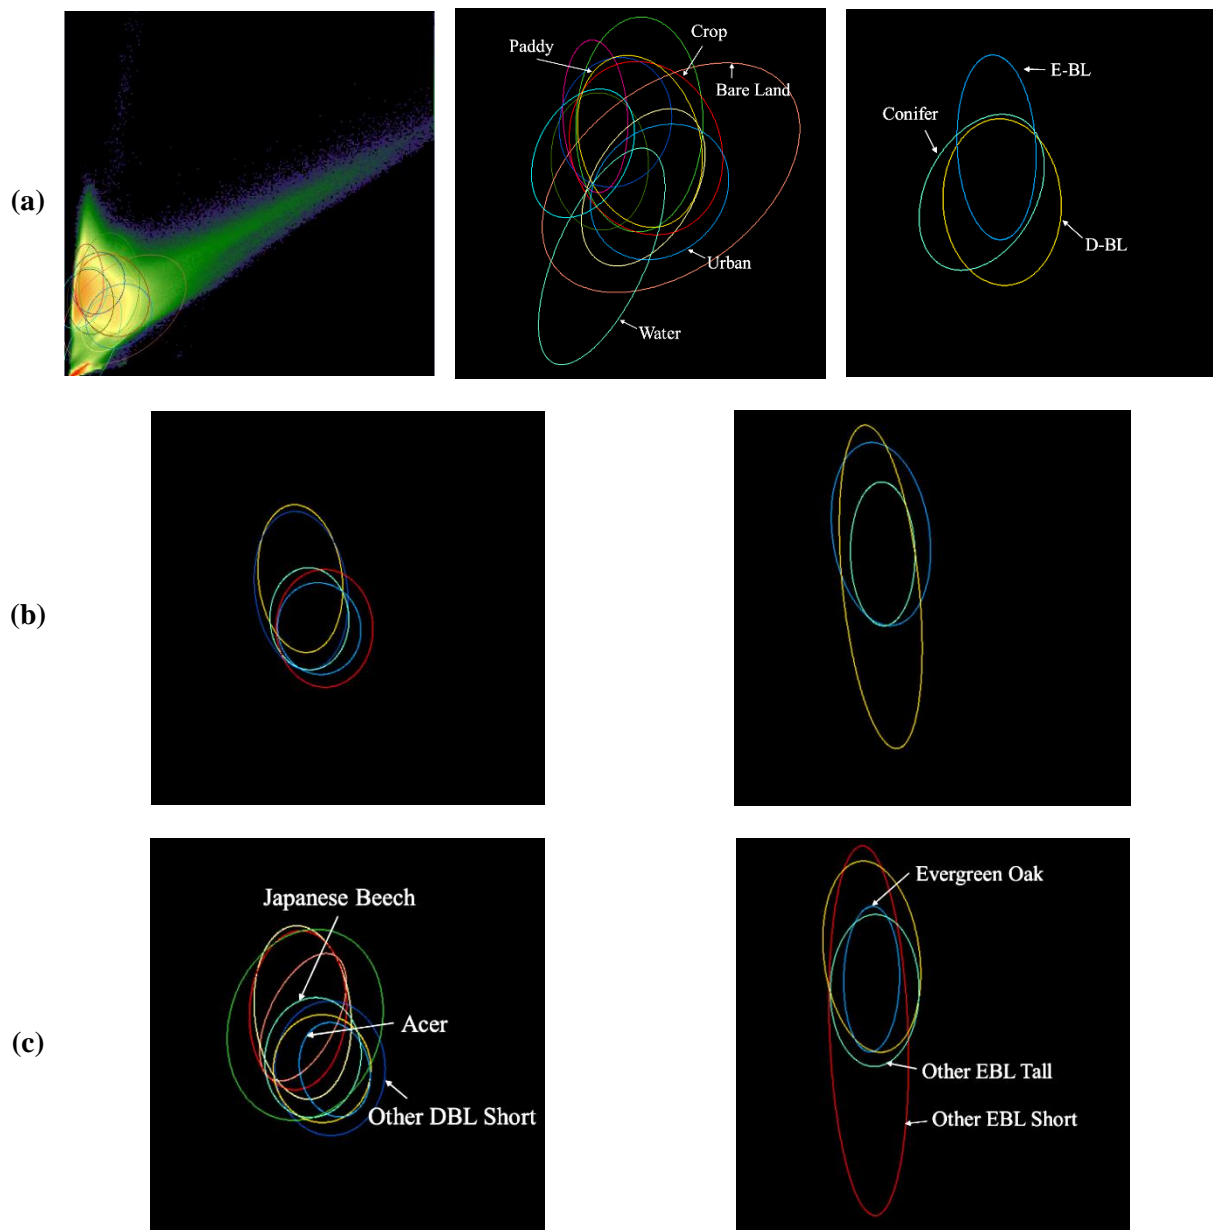 (a)
Paddy
Crop
Bare Land
Urban
Water
E-BL
Conifer
D-BL
(b)
(c)
Japanese Beech
Acer
Other DBL Short
Evergreen Oak
Other EBL Tall
Other EBL Short